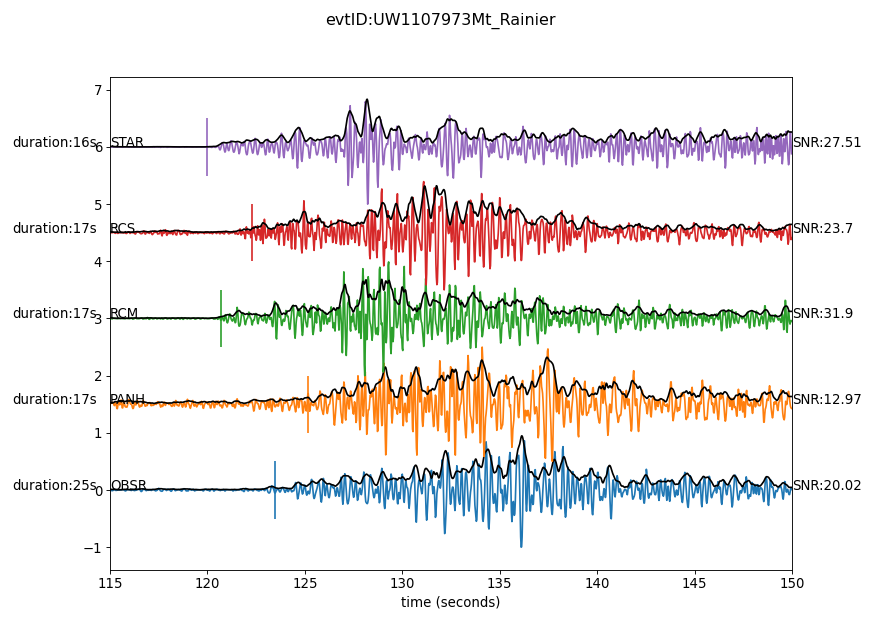 evtID:UW1107973Mt_Rainier
7
duration:16s 6 STAR SNR:27.51
5
duration:17s RCS SNR:23.7
4
duration:17s 3 RCM SNR:31.9
2
duration:17s PANH SNR:12.97
1
duration:25s 0 OBSR SNR:20.02
−1
115 120 125 130 135 140 145 150
time (seconds)